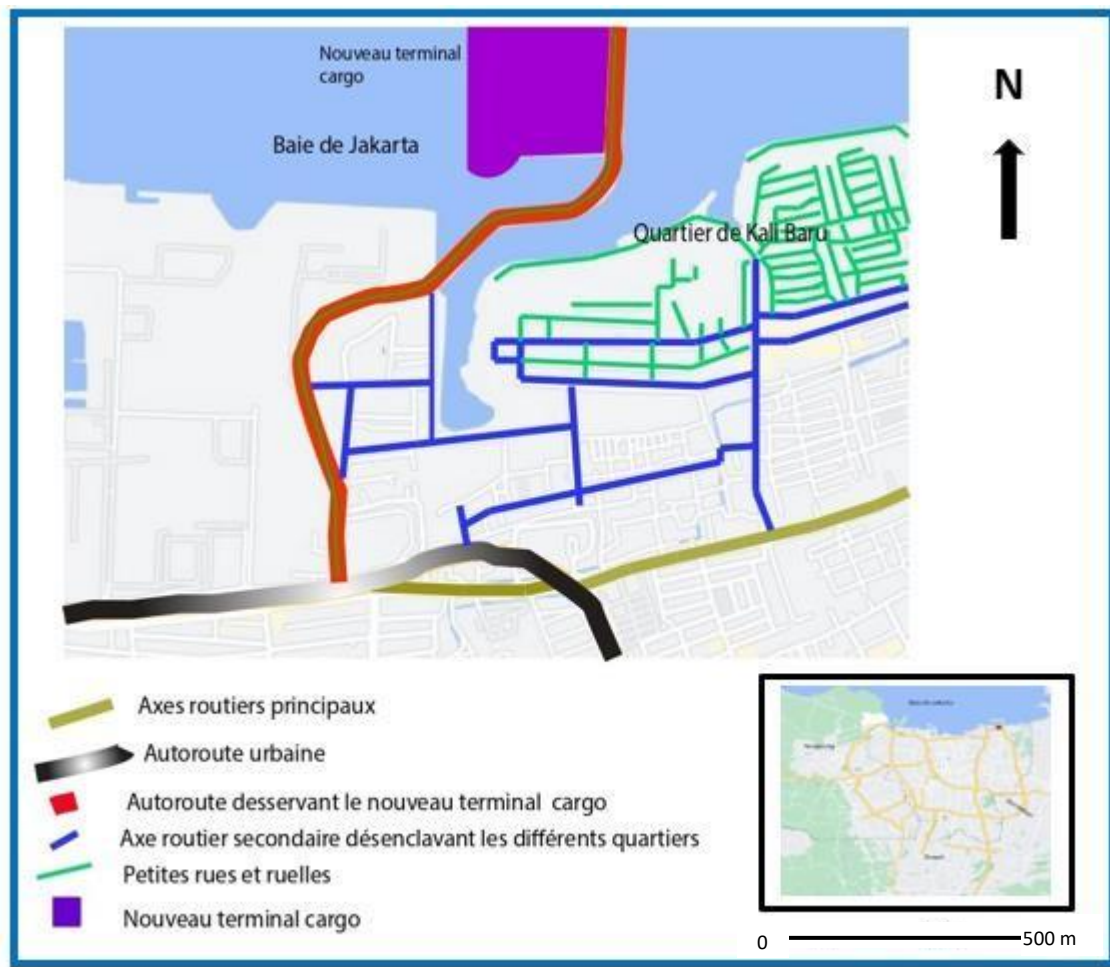 Nouveau terminal
cargo
N
Baie de Jakarta
Quartier de Kali Baru
Axes routiers principaux
Autoroute urbaine
Autoroute desservant le nouveau terminal cargo
Axe routier secondaire désenclavant les différents quartiers
Petites rues et ruelles
Nouveau terminal cargo
0 500 m